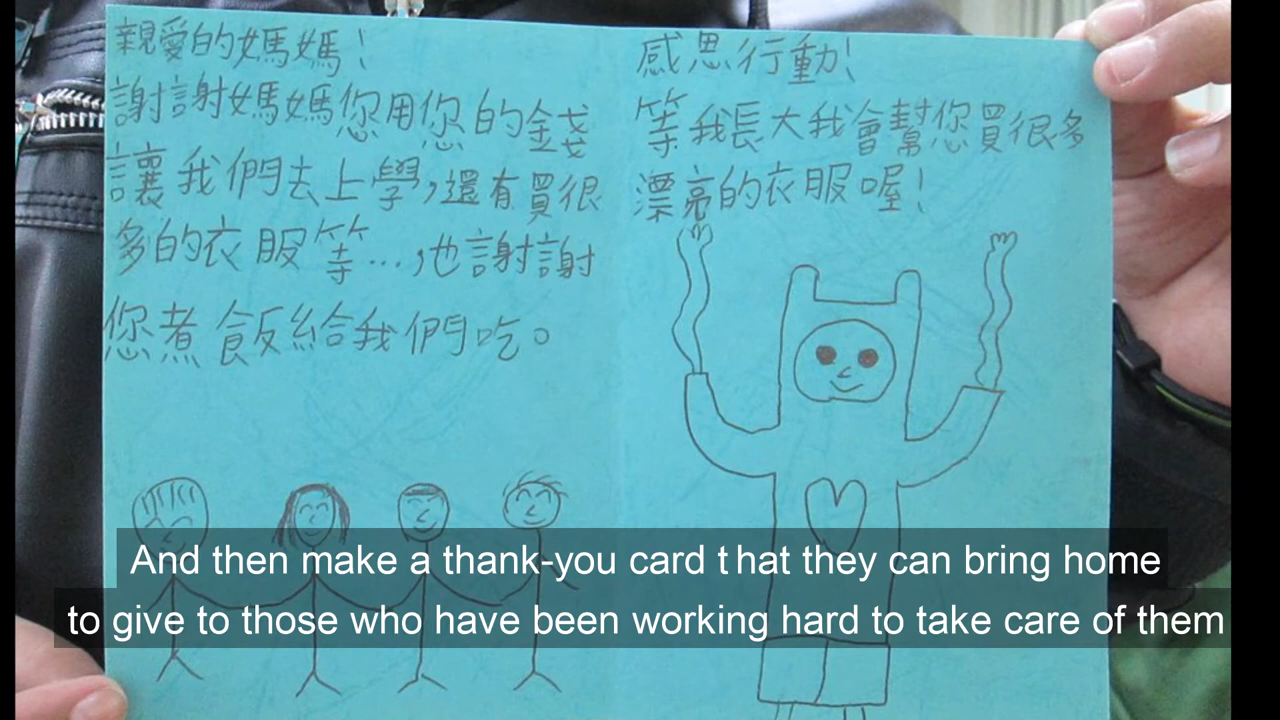 親愛的媽媽！
謝謝媽媽您用您的錢
讓我們去上學，還有買很
多的衣服等...，也謝謝
您煮飯給我們吃。
感恩行動！
等我長大我會幫您買很多
漂亮的衣服喔！
And then make a thank-you card that they can bring home
to give to those who have been working hard to take care of them